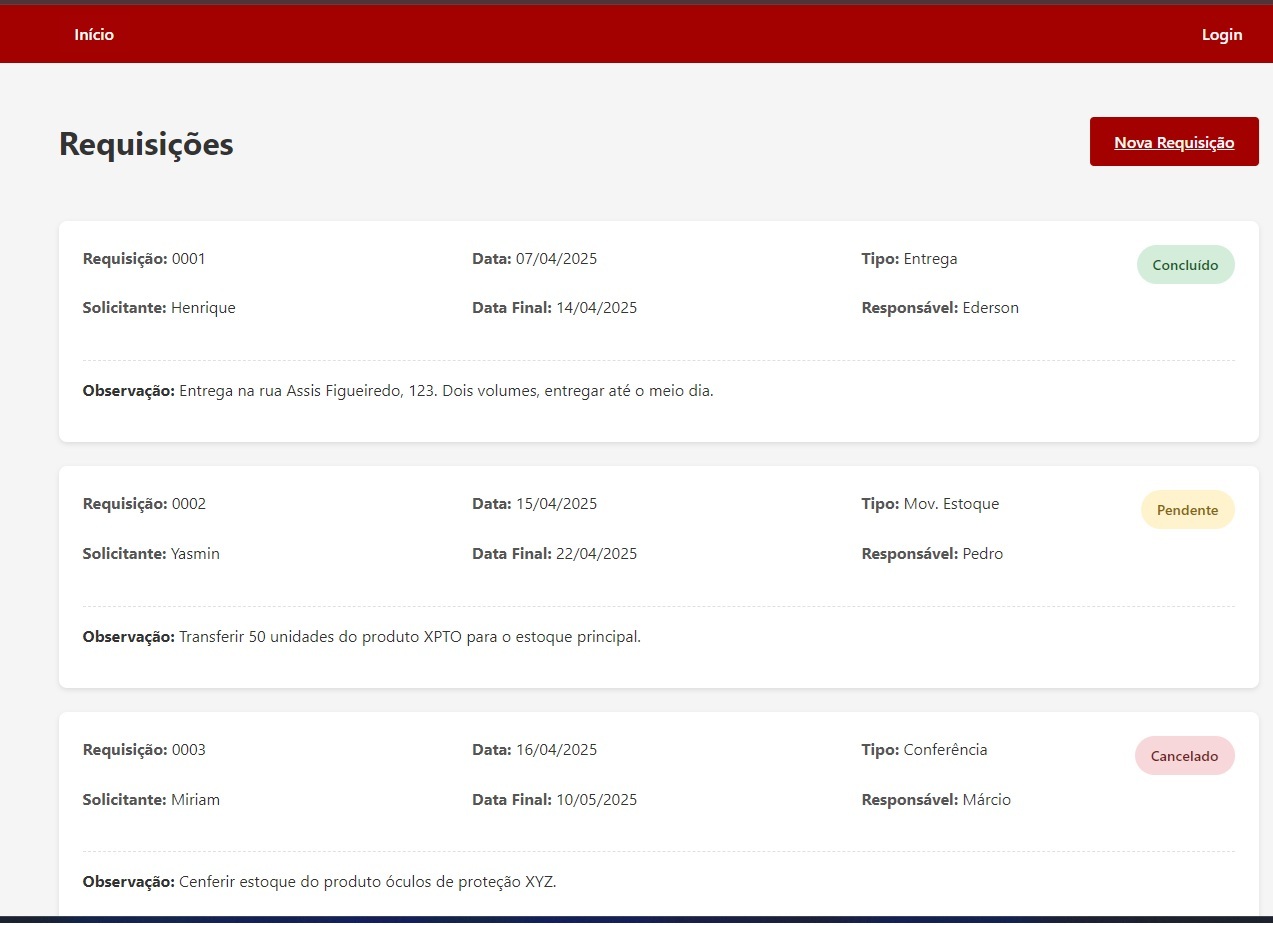 Início Login
Requisições Nova Requisição
Requisição: 0001 Data: 07/04/2025 Tipo: Entrega Concluído
Solicitante: Henrique Data Final: 14/04/2025 Responsável: Ederson
Observação: Entrega na rua Assis Figueiredo, 123. Dois volumes, entregar até o meio dia.
Requisição: 0002 Data: 15/04/2025 Tipo: Mov. Estoque Pendente
Solicitante: Yasmin Data Final: 22/04/2025 Responsável: Pedro
Observação: Transferir 50 unidades do produto XPTO para o estoque principal.
Requisição: 0003 Data: 16/04/2025 Tipo: Conferência Cancelado
Solicitante: Miriam Data Final: 10/05/2025 Responsável: Márcio
Observação: Cenferir estoque do produto óculos de proteção XYZ.